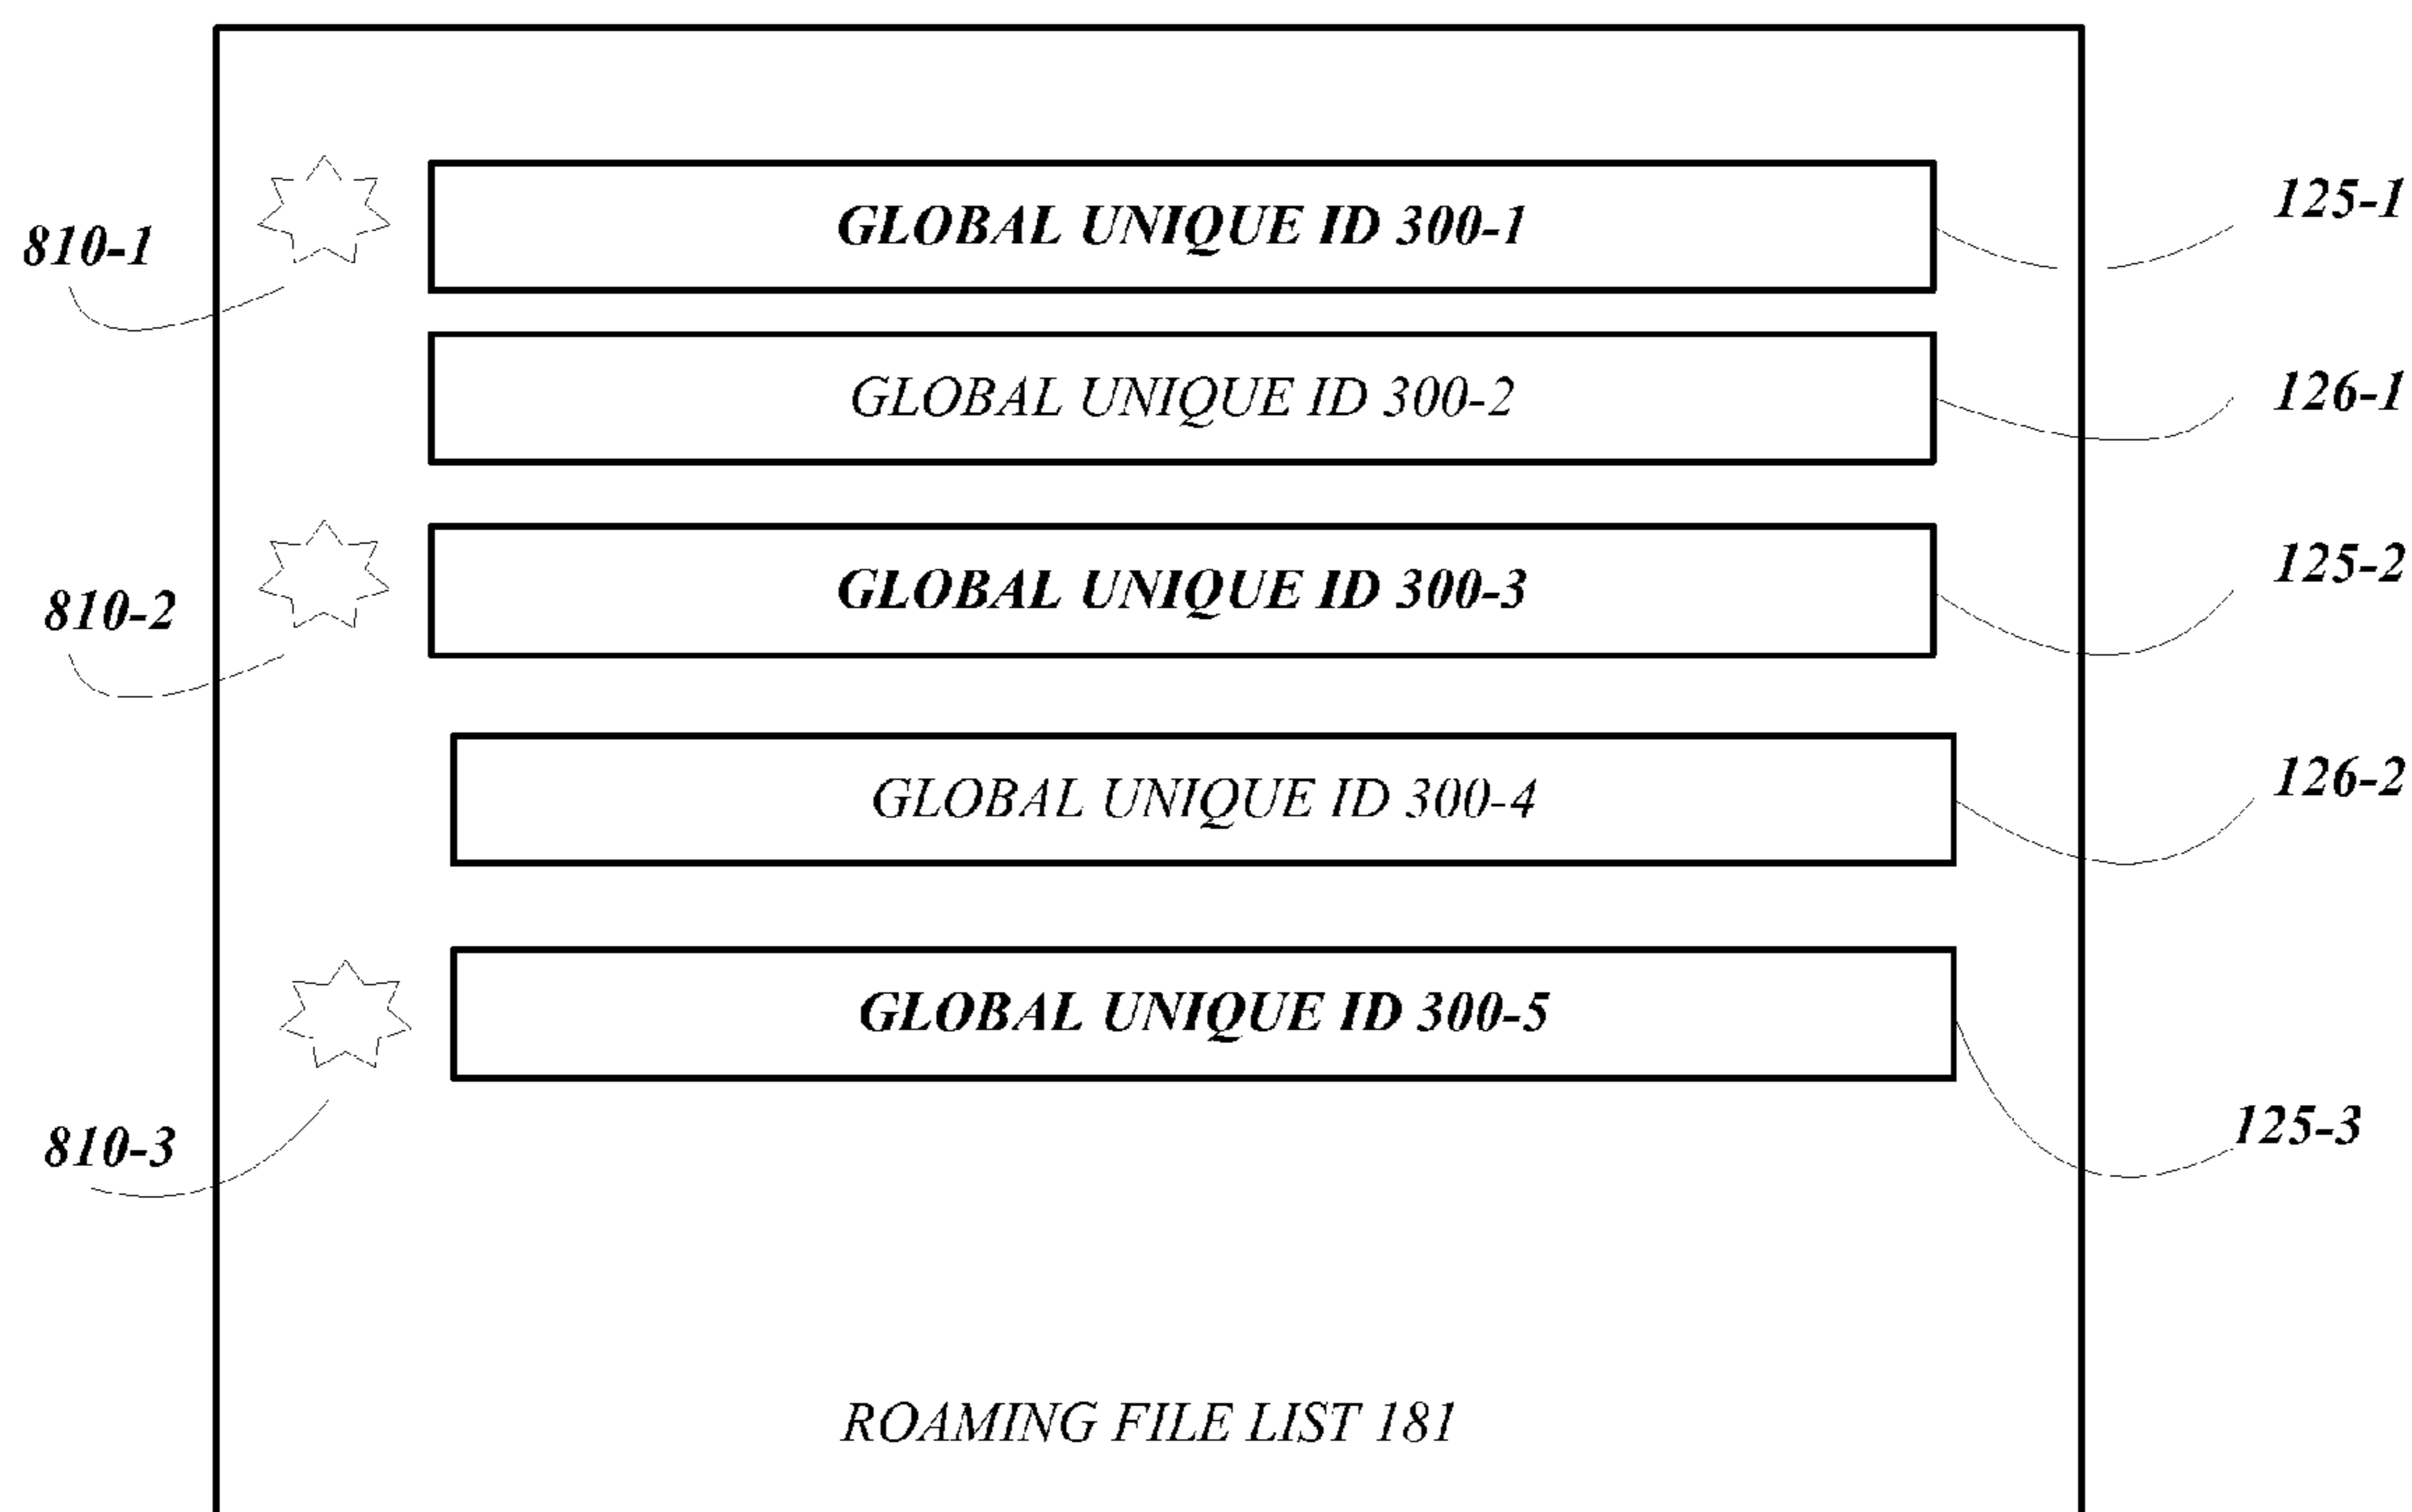 125-1
GLOBAL UNIQUE ID 300-1
810-1
126-1
GLOBAL UNIQUE ID 300-2
125-2
GLOBAL UNIQUE ID 300-3
810-2
126-2
GLOBAL UNIQUE ID 300-4
GLOBAL UNIQUE ID 300-5
125-3
810-3
ROAMING FILE LIST 181